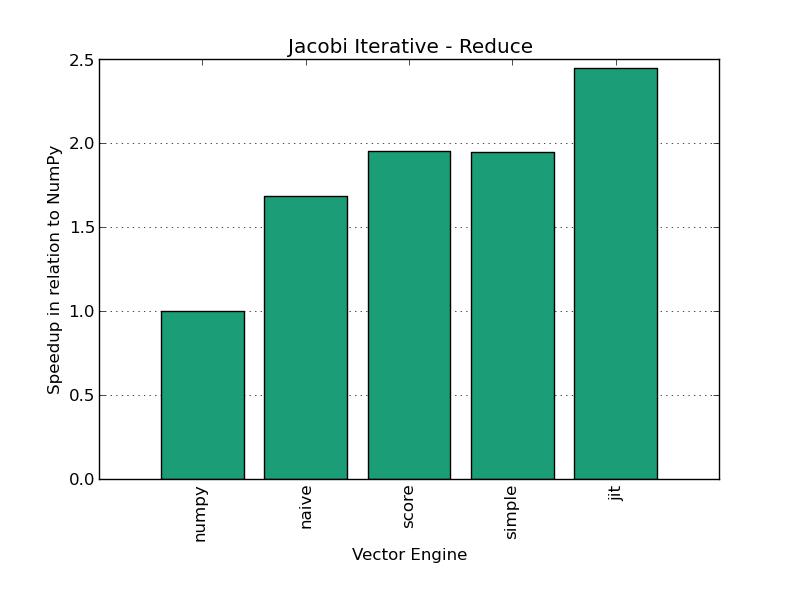 Jacobi Iterative - Reduce
Speedup in relation to NumPy
2.5
2.0
1.5
1.0
0.5
0.0
numpy
naive
score
simple
jit
Vector Engine